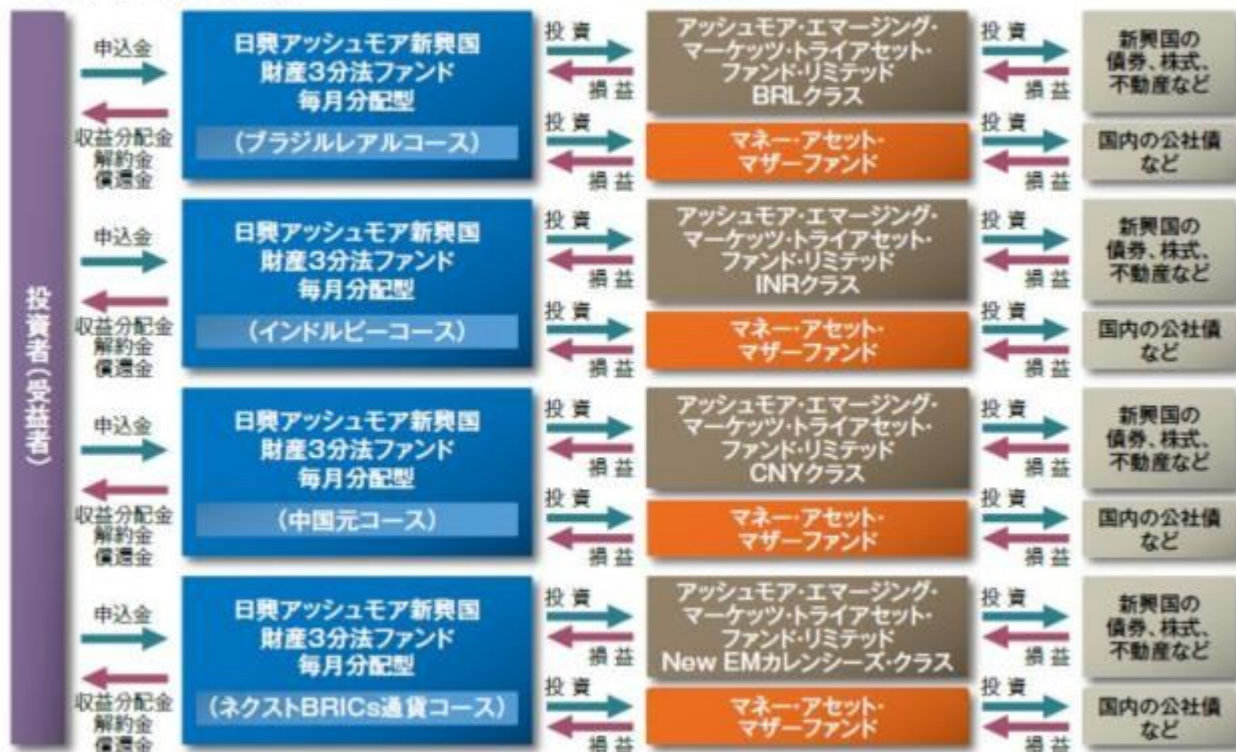 投資者(受益者)
申込金
収益分配金
解約金
償還金
日興アッシュモア新興国
財産3分法ファンド
毎月分配型
(ブラジルレアルコース)
投資
損益
投資
損益
アッシュモア・エマージング・
マーケッツ・トライアセット・
ファンド・リミテッド
BRLクラス
マネー・アセット・
マザーファンド
投資
損益
投資
損益
新興国の
債券、株式、
不動産など
国内の公社債
など
申込金
収益分配金
解約金
償還金
日興アッシュモア新興国
財産3分法ファンド
毎月分配型
(インドルピーコース)
投資
損益
投資
損益
アッシュモア・エマージング・
マーケッツ・トライアセット・
ファンド・リミテッド
INRクラス
マネー・アセット・
マザーファンド
投資
損益
投資
損益
新興国の
債券、株式、
不動産など
国内の公社債
など
申込金
収益分配金
解約金
償還金
日興アッシュモア新興国
財産3分法ファンド
毎月分配型
(中国元コース)
投資
損益
投資
損益
アッシュモア・エマージング・
マーケッツ・トライアセット・
ファンド・リミテッド
CNYクラス
マネー・アセット・
マザーファンド
投資
損益
投資
損益
新興国の
債券、株式、
不動産など
国内の公社債
など
申込金
収益分配金
解約金
償還金
日興アッシュモア新興国
財産3分法ファンド
毎月分配型
(ネクストBRICs通貨コース)
投資
損益
投資
損益
アッシュモア・エマージング・
マーケッツ・トライアセット・
ファンド・リミテッド
New EMカレンシーズ・クラス
マネー・アセット・
マザーファンド
投資
損益
投資
損益
新興国の
債券、株式、
不動産など
国内の公社債
など